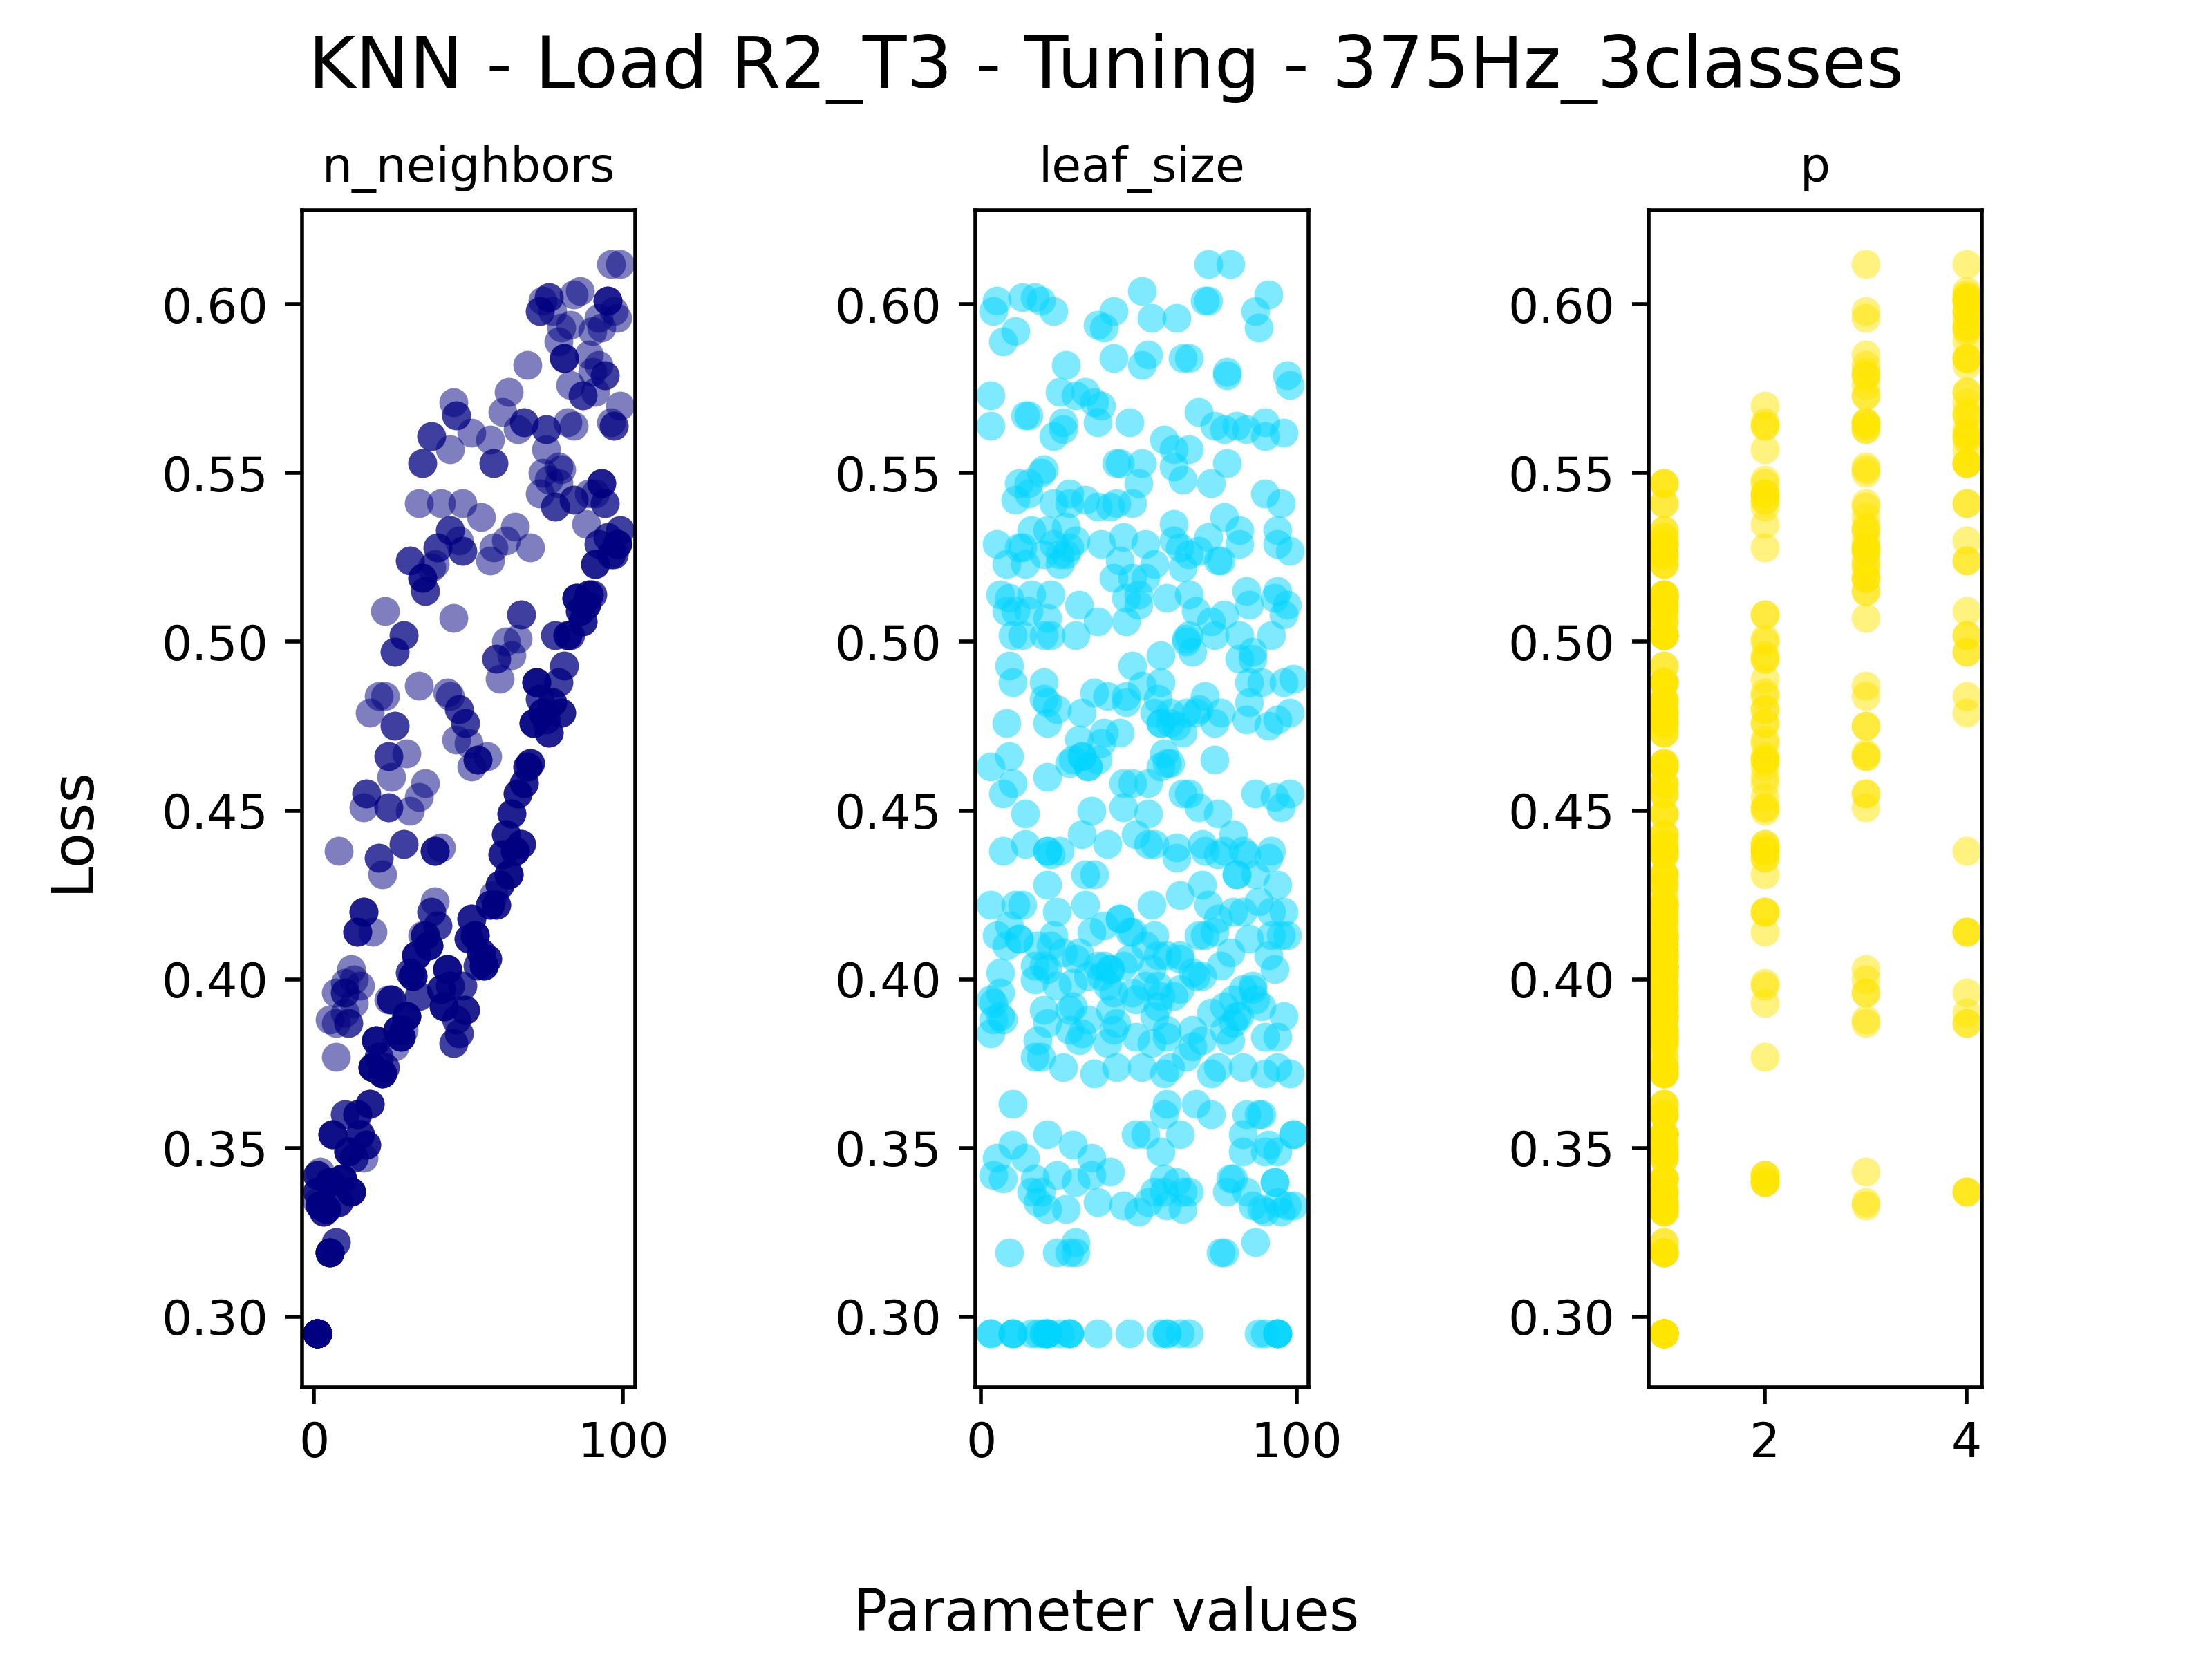 KNN - Load R2_T3 - Tuning - 375Hz_3classes
n_neighbors leaf_size p
0.60 0.60 0.60
0.55 0.55 0.55
0.50 0.50 0.50
0.45 0.45 0.45
0.40 0.40 0.40
0.35 0.35 0.35
0.30 0.30 0.30
0 100 0 100 2 4
Loss
Parameter values